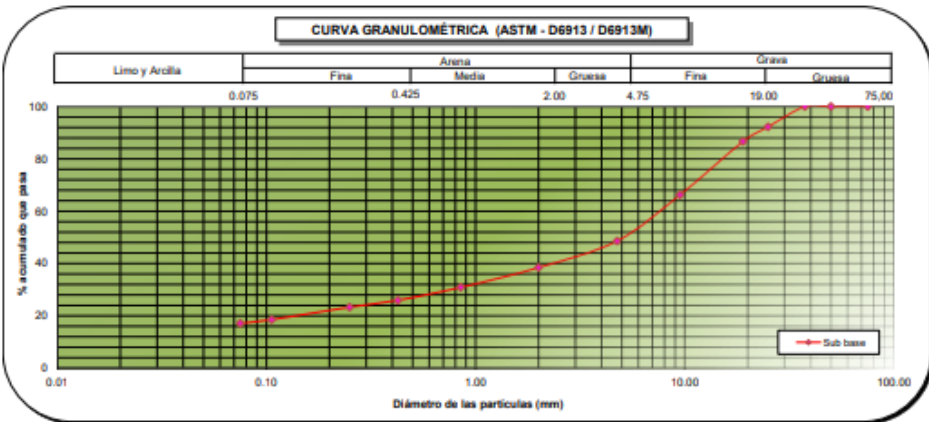 CURVA GRANULOMÉTRICA (ASTM - D6913 / D6913M)
Limo y Arcilla
Arena
Grava
Fina
Media
Gruesa
Fina
Gruesa
0.075
0.425
2.00
4.75
19.00
75,00
100
80
60
40
20
0
% acumulado que pasa
Sub base
0.01
0.10
1.00
10.00
100.00
Diámetro de las partículas (mm)